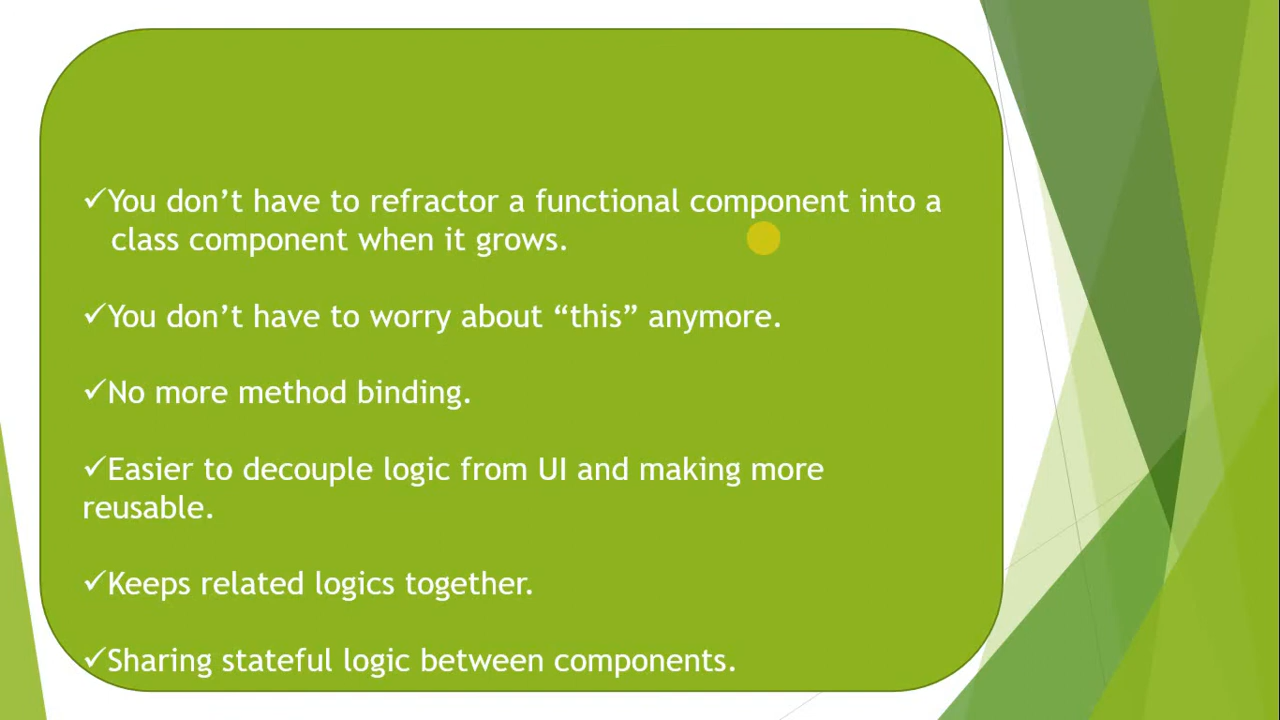 ✓You don’t have to refractor a functional component into a
class component when it grows.
✓You don’t have to worry about “this” anymore.
✓No more method binding.
✓Easier to decouple logic from UI and making more
reusable.
✓Keeps related logics together.
✓Sharing stateful logic between components.